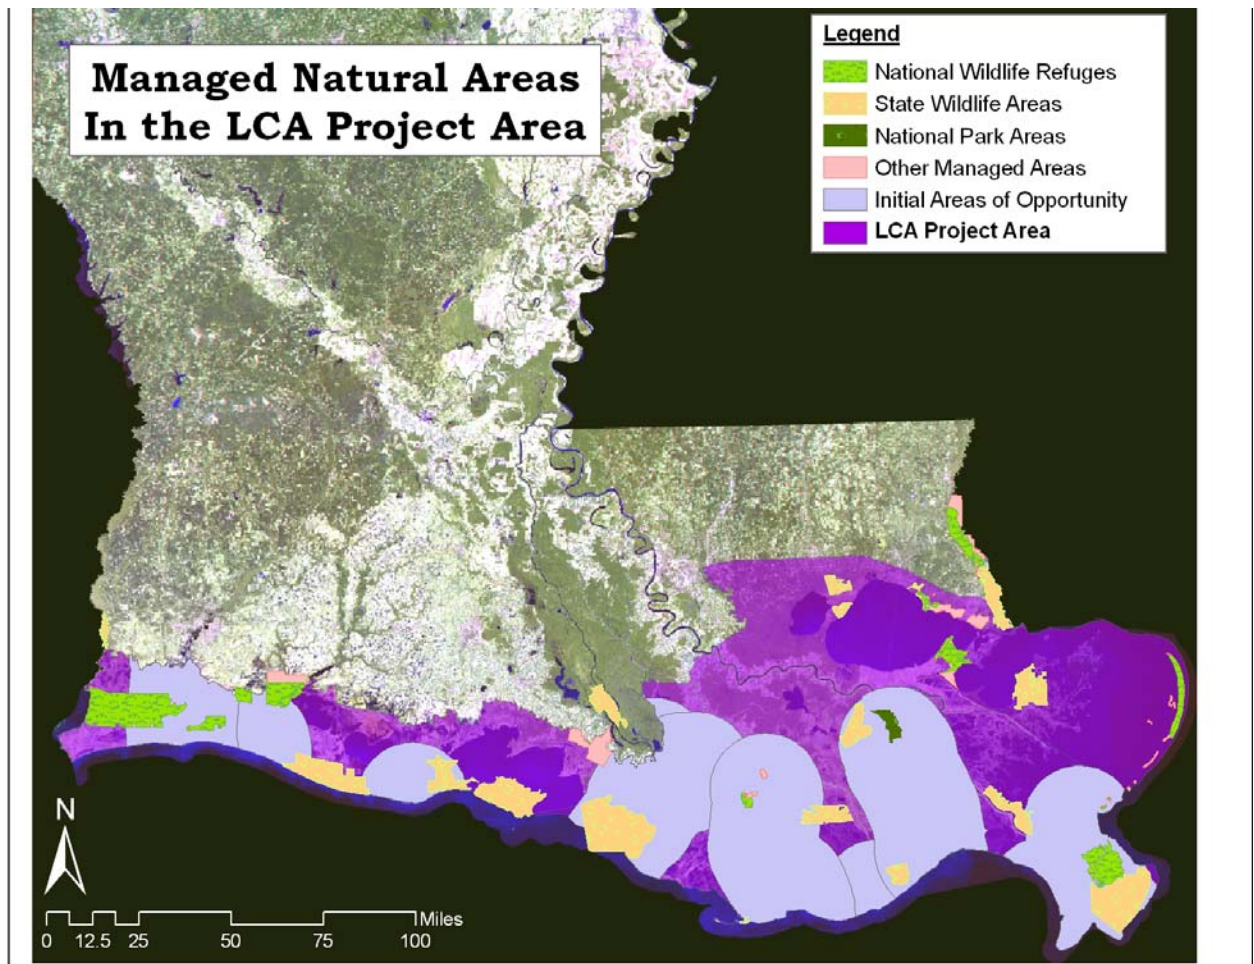 Managed Natural Areas
In the LCA Project Area
Legend
National Wildlife Refuges
State Wildlife Areas
National Park Areas
Other Managed Areas
Initial Areas of Opportunity
LCA Project Area
N
Miles
0 12.5 25 50 75 100